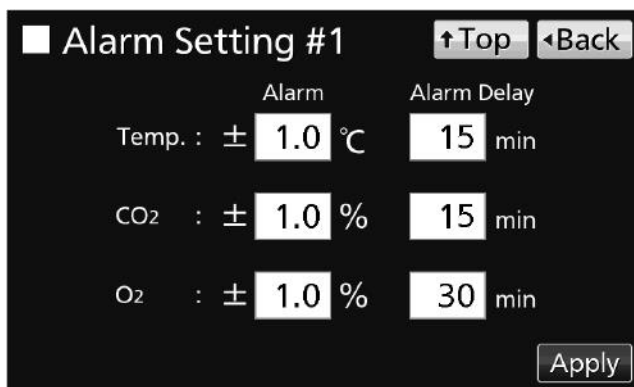 ■ Alarm Setting #1 ↑Top ◂Back
Alarm Alarm Delay
Temp. : ± 1.0 ℃ 15 min
CO2 : ± 1.0 % 15 min
O2 : ± 1.0 % 30 min
Apply